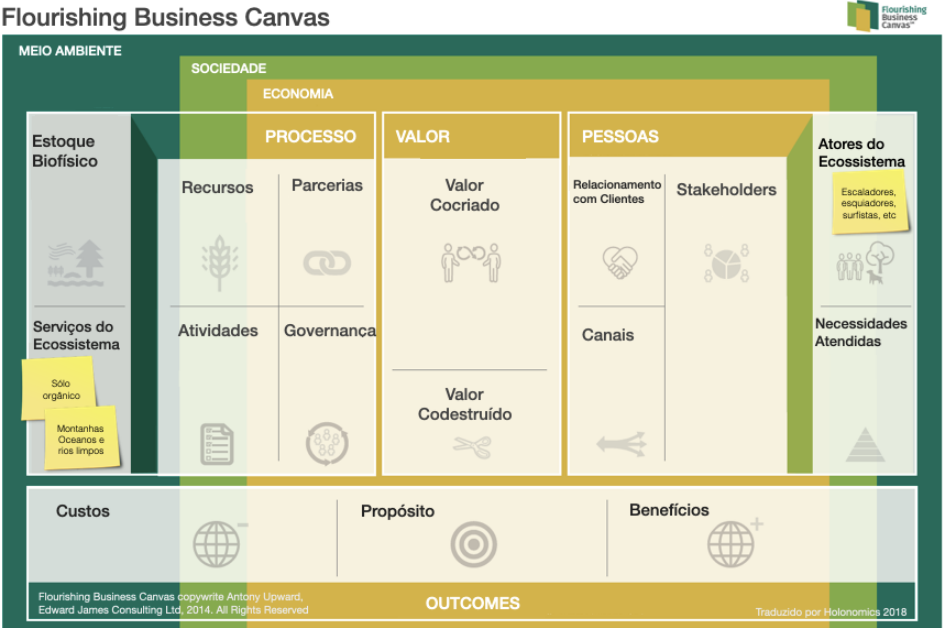 Flourishing Business Canvas
Flourishing
Business
Canvas™
MEIO AMBIENTE
SOCIEDADE
ECONOMIA
Estoque
Biofísico
PROCESSO
VALOR
PESSOAS
Atores do
Ecossistema
Recursos
Parcerias
Valor
Cocriado
Relacionamento
com Clientes
Stakeholders
Escaladores,
esquiadores,
surfistas, etc
Serviços do
Ecossistema
Atividades
Governança
Canais
Necessidades
Atendidas
Sólo
orgânico
Montanhas
Oceanos e
rios limpos
Valor
Codestruído
Custos
Propósito
Benefícios
Flourishing Business Canvas copywrite Antony Upward,
Edward James Consulting Ltd, 2014. All Rights Reserved
OUTCOMES
Traduzido por Holonomics 2018